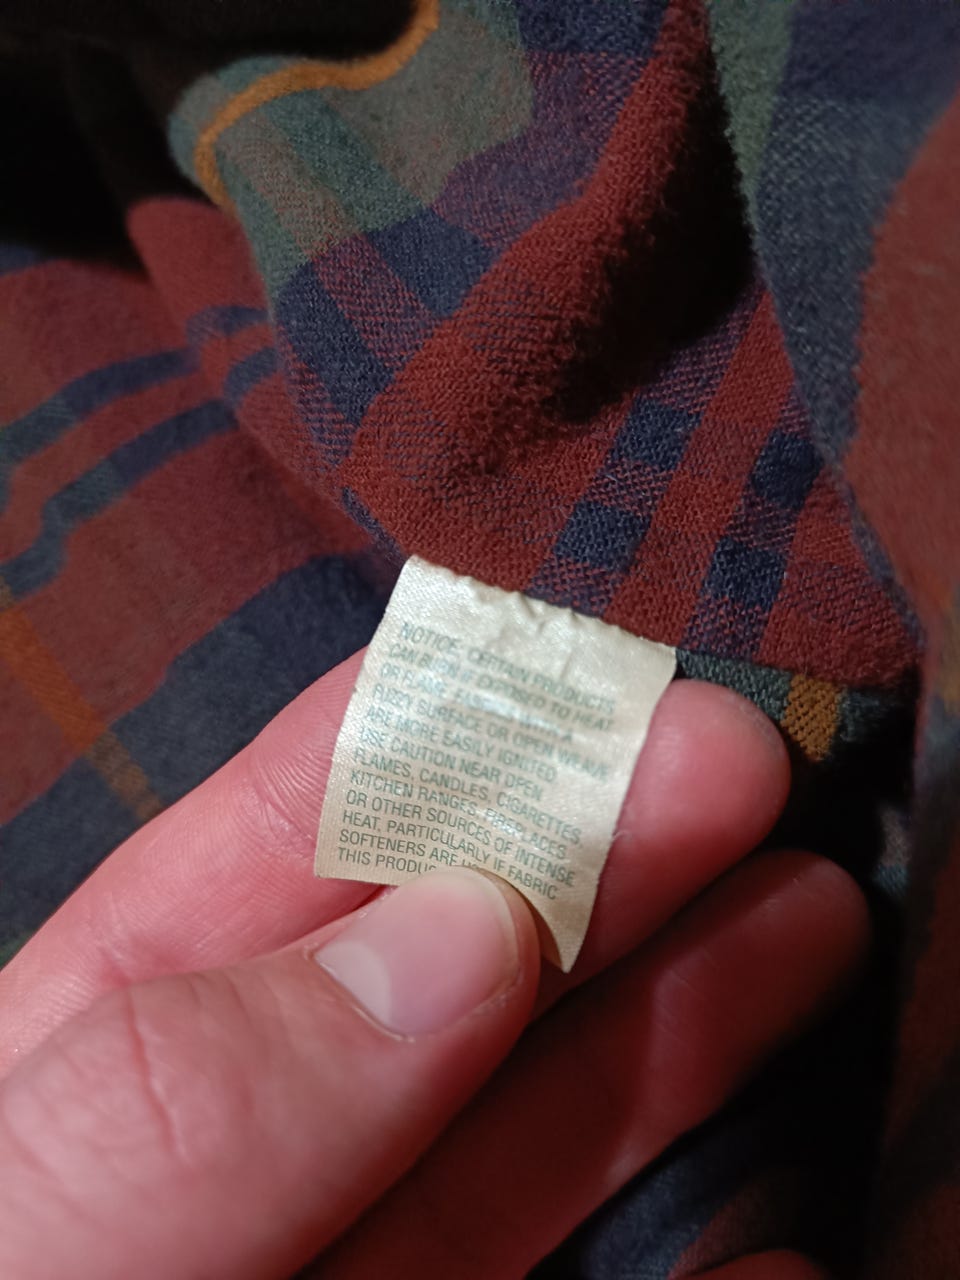 NOTICE: CERTAIN PRODUCTS
CAN BURN IF EXPOSED TO HEAT
OR FLAME. FABRICS WITH A
FUZZY SURFACE OR OPEN WEAVE
ARE MORE EASILY IGNITED
USE CAUTION NEAR OPEN
FLAMES, CANDLES, CIGARETTES,
KITCHEN RANGES, FIREPLACES
OR OTHER SOURCES OF INTENSE
HEAT, PARTICULARLY IF FABRIC
SOFTENERS ARE
THIS PRODUC